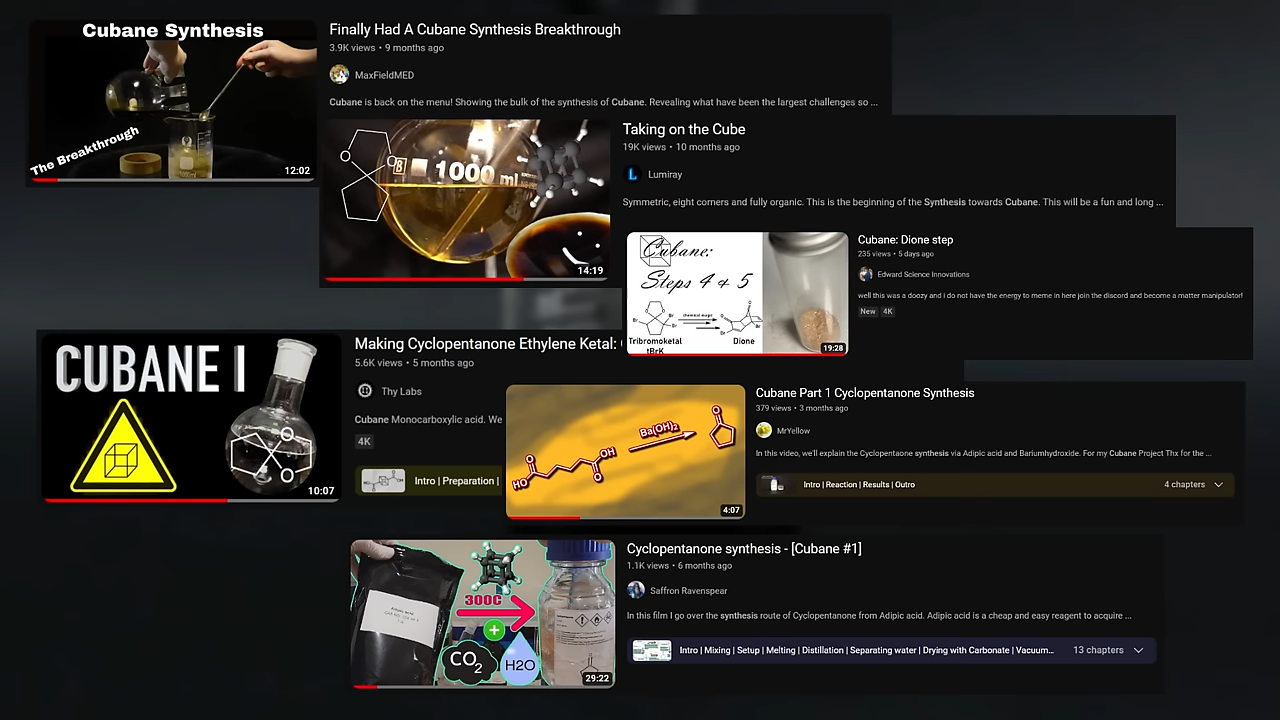 Cubane Synthesis
The Breakthrough
12:02
Finally Had A Cubane Synthesis Breakthrough
3.9K views • 9 months ago
MaxFieldMED
Cubane is back on the menu! Showing the bulk of the synthesis of Cubane. Revealing what have been the largest challenges so ...
O
O
1000 ml
14:19
Taking on the Cube
19K views • 10 months ago
L
Lumiray
Symmetric, eight corners and fully organic. This is the beginning of the Synthesis towards Cubane. This will be a fun and long ...
Cubane:
Steps 4 & 5
chemical magic
Tribromoketal
tBrK
Dione
19:28
Cubane: Dione step
235 views • 5 days ago
Edward Science Innovations
well this was a doozy and i do not have the energy to meme in here join the discord and become a matter manipulator!
New 4K
CUBANE I
O
O
10:07
Making Cyclopentanone Ethylene Ketal:
5.6K views • 5 months ago
Thy Labs
Cubane Monocarboxylic acid. We
4K
Intro | Preparation |
HO
O
O
OH
Ba(OH)₂
O
4:07
Cubane Part 1 Cyclopentanone Synthesis
379 views • 3 months ago
MrYellow
In this video, we'll explain the Cyclopentaone synthesis via Adipic acid and Bariumhydroxide. For my Cubane Project Thx for the ...
Intro | Reaction | Results | Outro
4 chapters
Adipic acid
300C
+
CO₂
H2O
29:22
Cyclopentanone synthesis - [Cubane #1]
1.1K views • 6 months ago
Saffron Ravenspear
In this film I go over the synthesis route of Cyclopentanone from Adipic acid. Adipic acid is a cheap and easy reagent to acquire ...
Intro | Mixing | Setup | Melting | Distillation | Separating water | Drying with Carbonate | Vacuum...
13 chapters